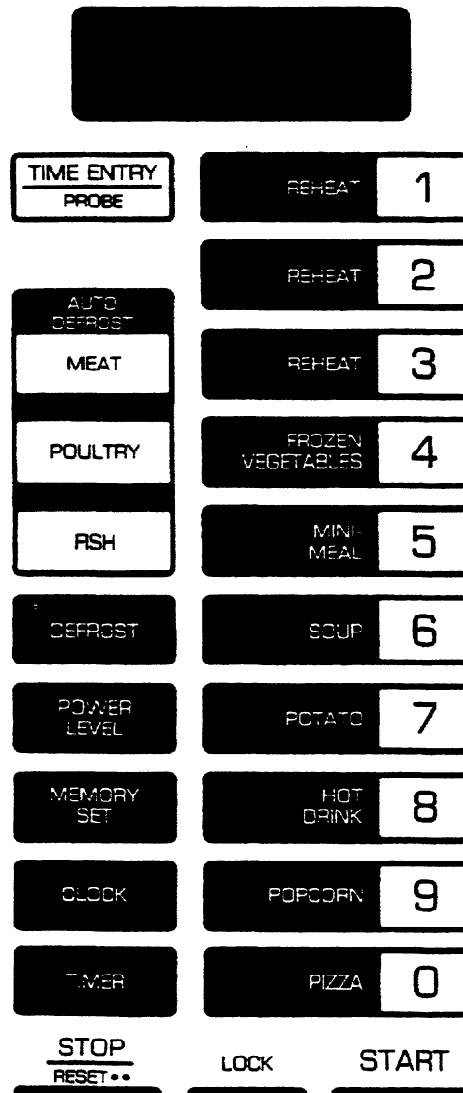 TIME ENTRY
PROBE
REHEAT 1
REHEAT 2
AUTO
DEFROST
MEAT
REHEAT 3
POULTRY
FROZEN
VEGETABLES 4
FISH
MINI-
MEAL 5
DEFROST
SOUP 6
POWER
LEVEL
POTATO 7
MEMORY
SET
HOT
DRINK 8
CLOCK
POPCORN 9
TIMER
PIZZA 0
STOP
RESET ••
LOCK
START